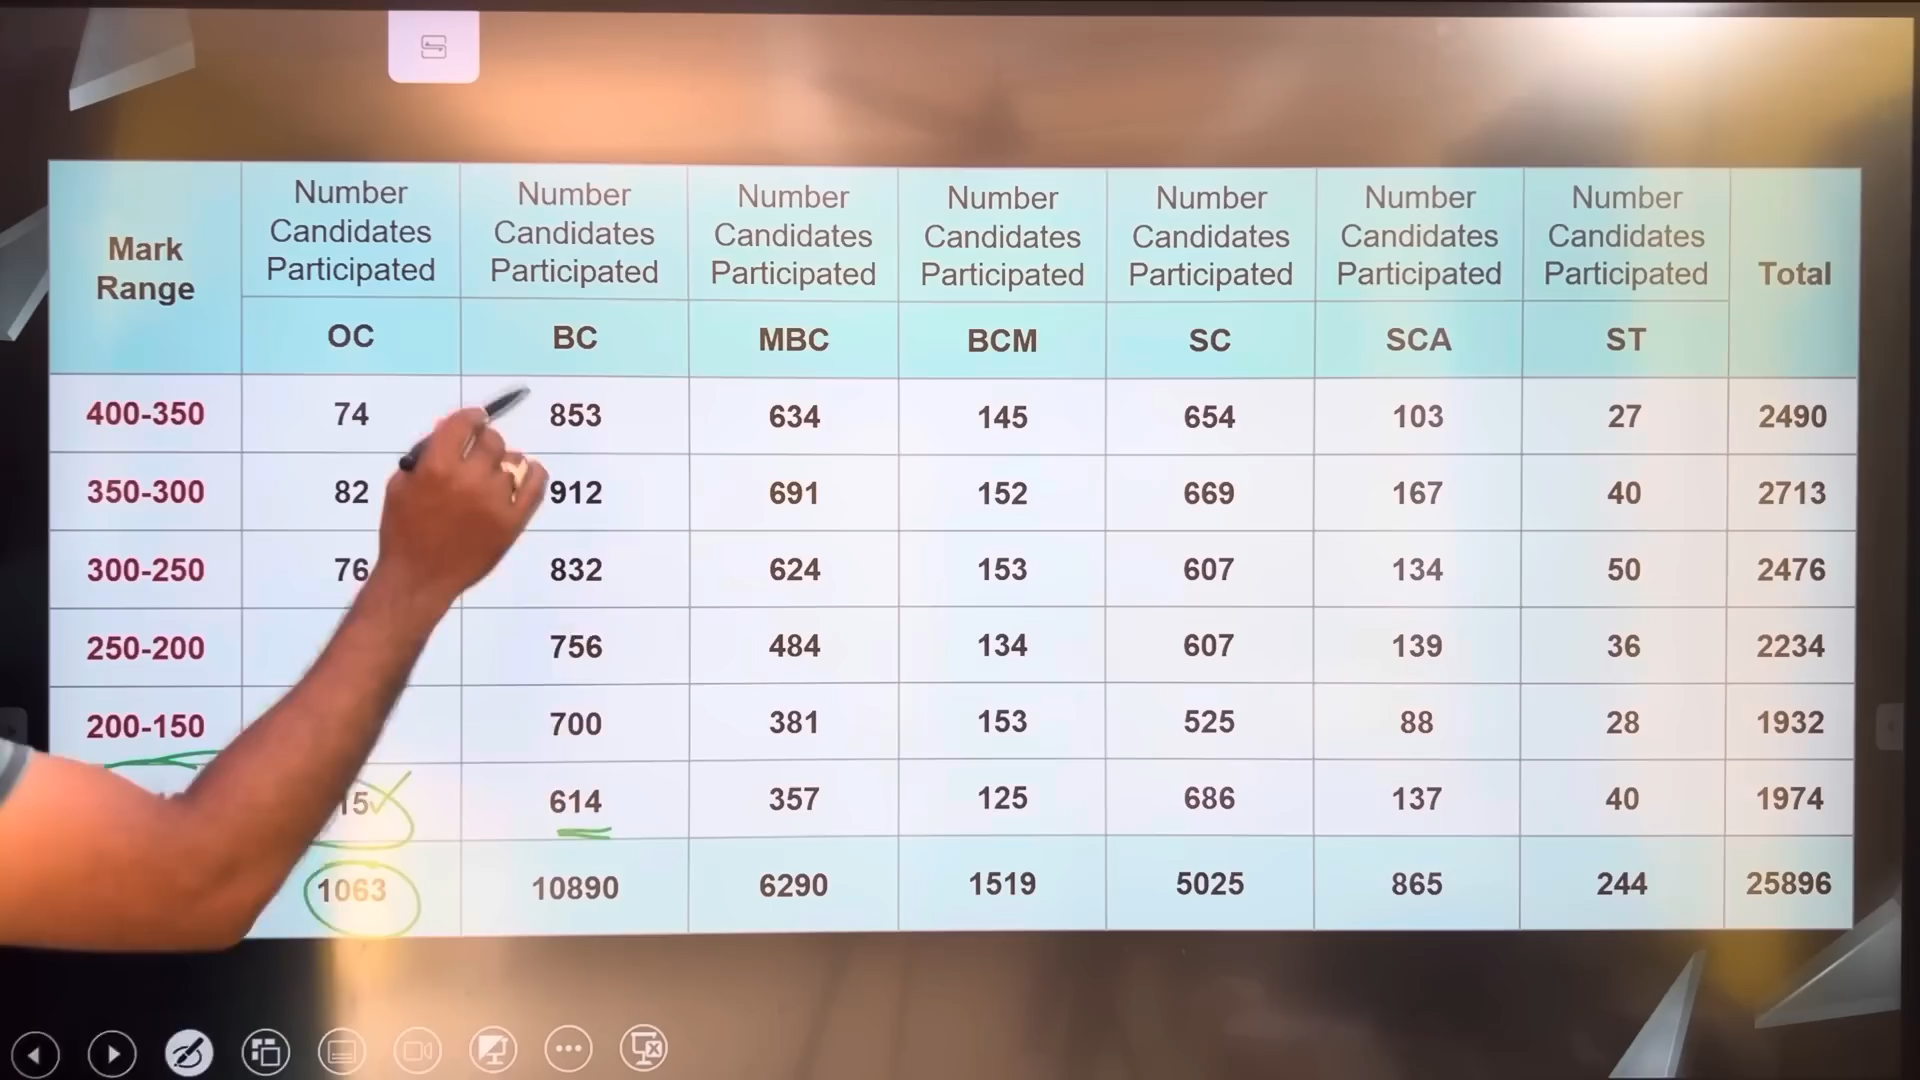 Mark Range
Number Candidates Participated
Number Candidates Participated
Number Candidates Participated
Number Candidates Participated
Number Candidates Participated
Number Candidates Participated
Number Candidates Participated
Total
OC BC MBC BCM SC SCA ST
400-350 74 853 634 145 654 103 27 2490
350-300 82 912 691 152 669 167 40 2713
300-250 76 832 624 153 607 134 50 2476
250-200 756 484 134 607 139 36 2234
200-150 700 381 153 525 88 28 1932
614 357 125 686 137 40 1974
1063 10890 6290 1519 5025 865 244 25896